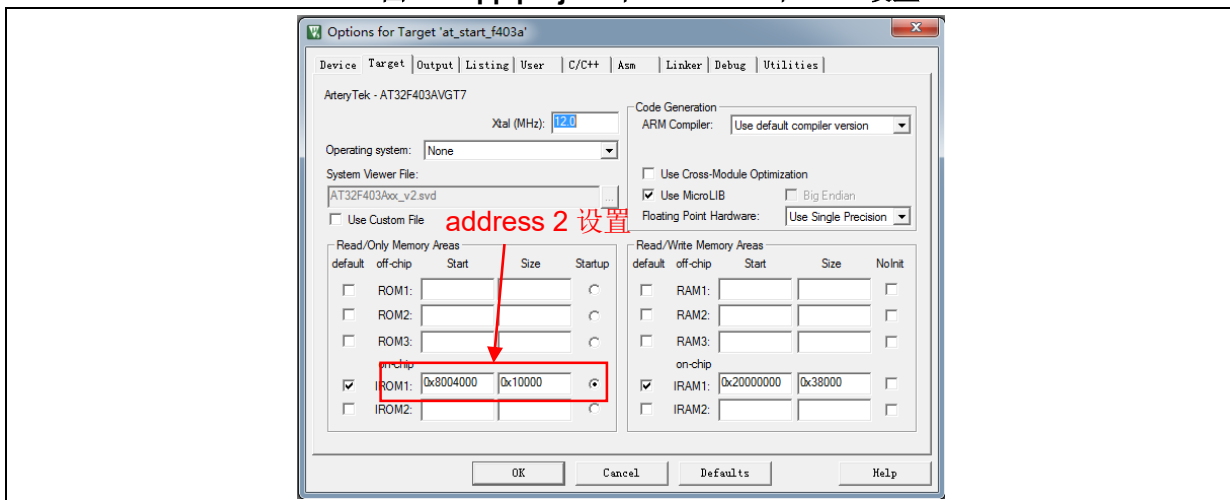 Options for Target 'at_start_f403a'
Device Target Output Listing User C/C++ Asm Linker Debug Utilities
ArteryTek - AT32F403AVGT7
Xtal (MHz): 12.0
Operating system: None
System Viewer File:
AT32F403Axx_v2.svd
...
Use Custom File
Code Generation
ARM Compiler: Use default compiler version
Use Cross-Module Optimization
Use MicroLIB Big Endian
Floating Point Hardware: Use Single Precision
address 2 设置
Read/Only Memory Areas
default off-chip Start Size Startup
ROM1:
ROM2:
ROM3:
on-chip
IROM1: 0x8004000 0x10000
IROM2:
Read/Write Memory Areas
default off-chip Start Size NoInit
RAM1:
RAM2:
RAM3:
on-chip
IRAM1: 0x20000000 0x38000
IRAM2:
OK Cancel Defaults Help